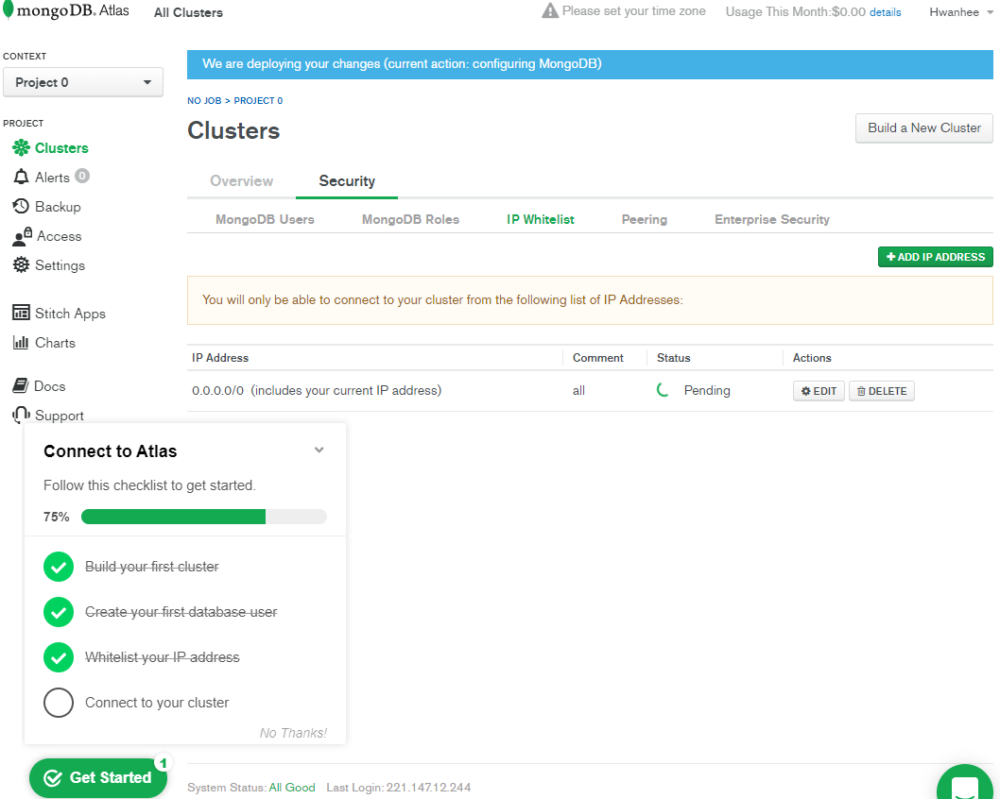 mongoDB. Atlas All Clusters Please set your time zone Usage This Month:$0.00 details Hwanhee
CONTEXT
Project 0
PROJECT
Clusters
Alerts 0
Backup
Access
Settings
Stitch Apps
Charts
Docs
Support
We are deploying your changes (current action: configuring MongoDB)
NO JOB > PROJECT 0
Clusters
Build a New Cluster
Overview Security
MongoDB Users MongoDB Roles IP Whitelist Peering Enterprise Security
+ ADD IP ADDRESS
You will only be able to connect to your cluster from the following list of IP Addresses:
IP Address Comment Status Actions
0.0.0.0/0 (includes your current IP address) all Pending EDIT DELETE
Connect to Atlas
Follow this checklist to get started.
75%
Build your first cluster
Create your first database user
Whitelist your IP address
Connect to your cluster
No Thanks!
Get Started 1
System Status: All Good Last Login: 221.147.12.244